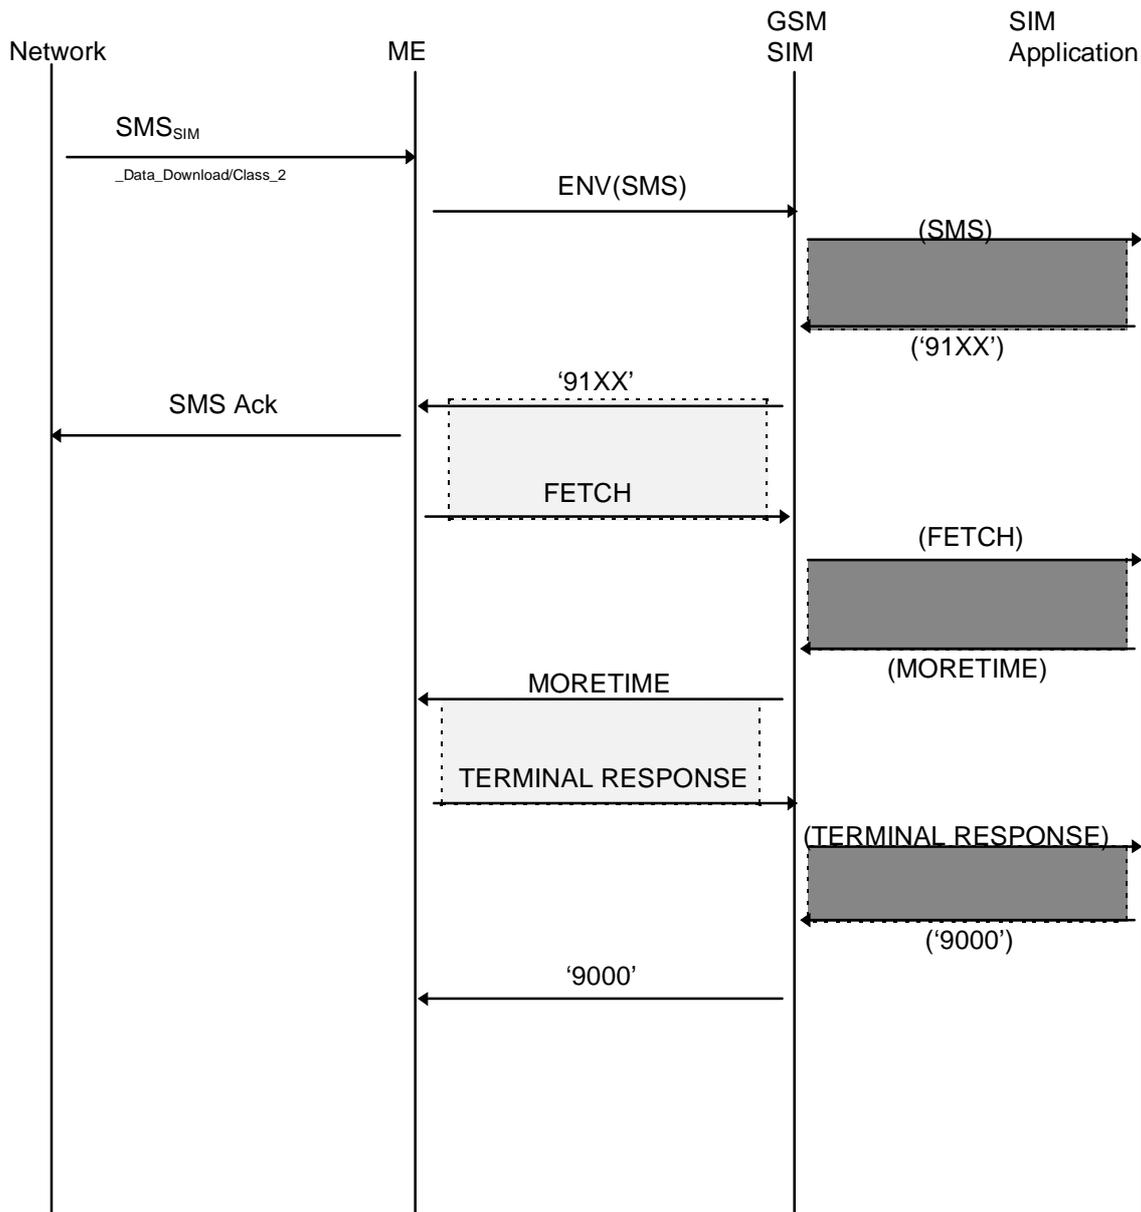 GSM SIM
Network ME SIM Application
SMS_SIM
_Data_Download/Class_2
ENV(SMS)
(SMS)
(‘91XX’)
‘91XX’
SMS Ack
FETCH
(FETCH)
(MORETIME)
MORETIME
TERMINAL RESPONSE
(TERMINAL RESPONSE)
(‘9000’)
‘9000’